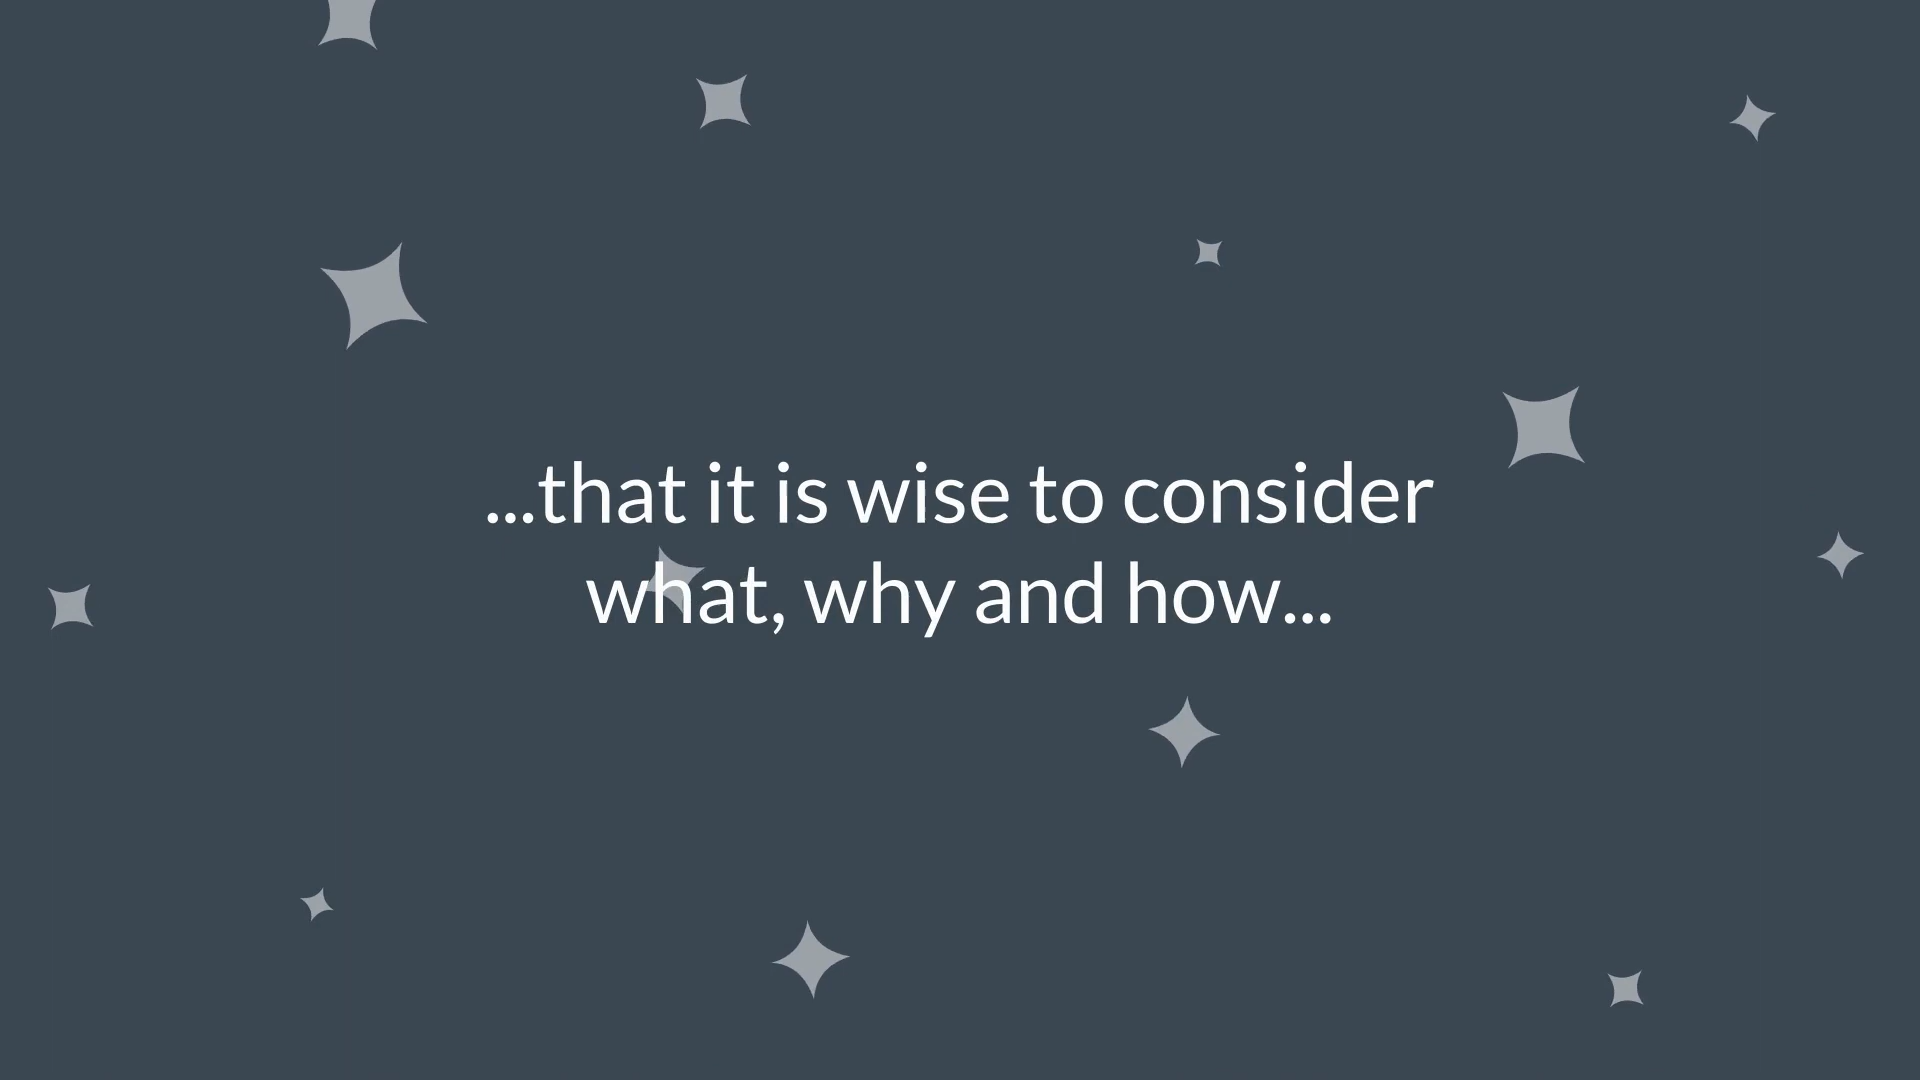 ...that it is wise to consider
what, why and how...